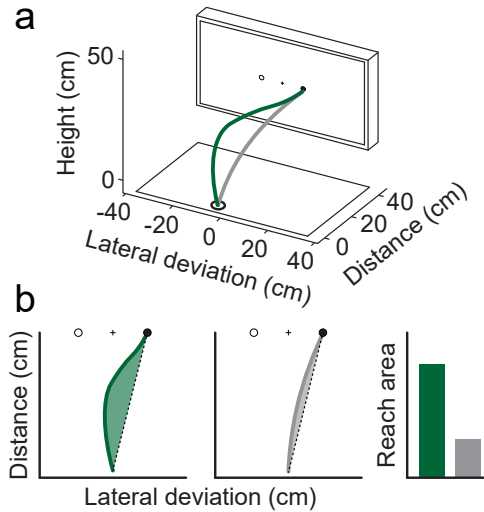 a
50
Height (cm)
0
-40
-20
0
20
40
Lateral deviation (cm)
0
20
40
Distance (cm)
b
Distance (cm)
Lateral deviation (cm)
Reach area